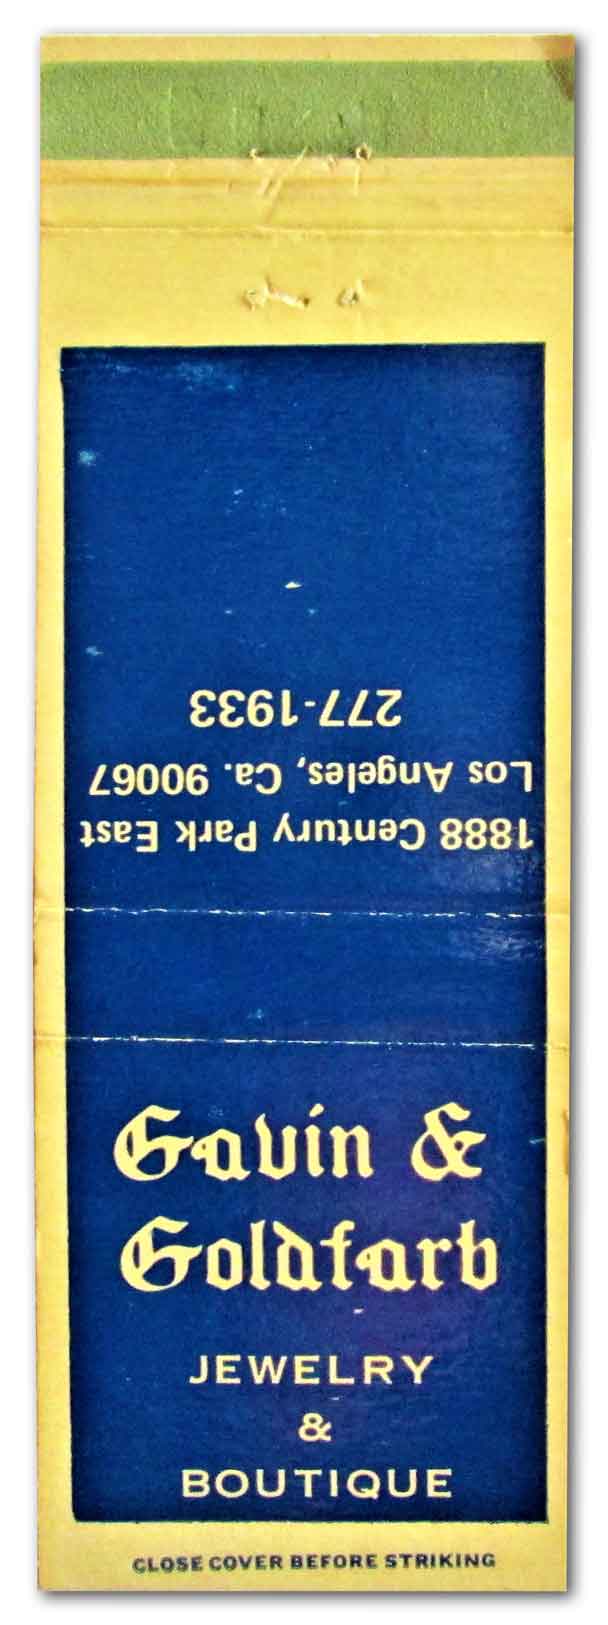 Gavin &
Goldfarb
JEWELRY
&
BOUTIQUE
CLOSE COVER BEFORE STRIKING
1888 Century Park East
Los Angeles, Ca. 90067
277-1933